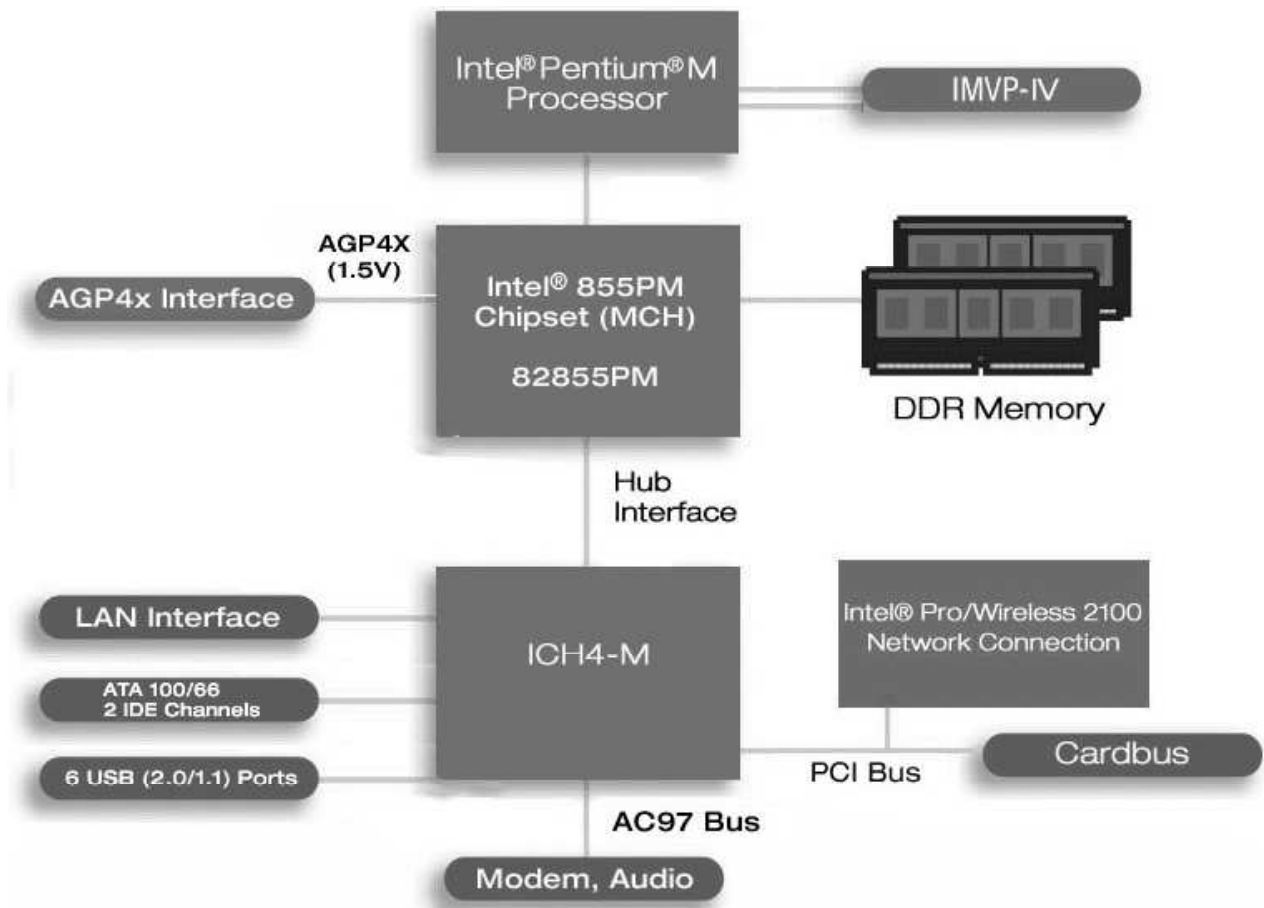 Intel® Pentium® M
Processor
IMVP-IV
AGP4X
(1.5V)
AGP4x Interface
Intel® 855PM
Chipset (MCH)
82855PM
DDR Memory
Hub
Interface
LAN Interface
ICH4-M
Intel® Pro/Wireless 2100
Network Connection
ATA 100/66
2 IDE Channels
6 USB (2.0/1.1) Ports
PCI Bus
Cardbus
AC97 Bus
Modem, Audio